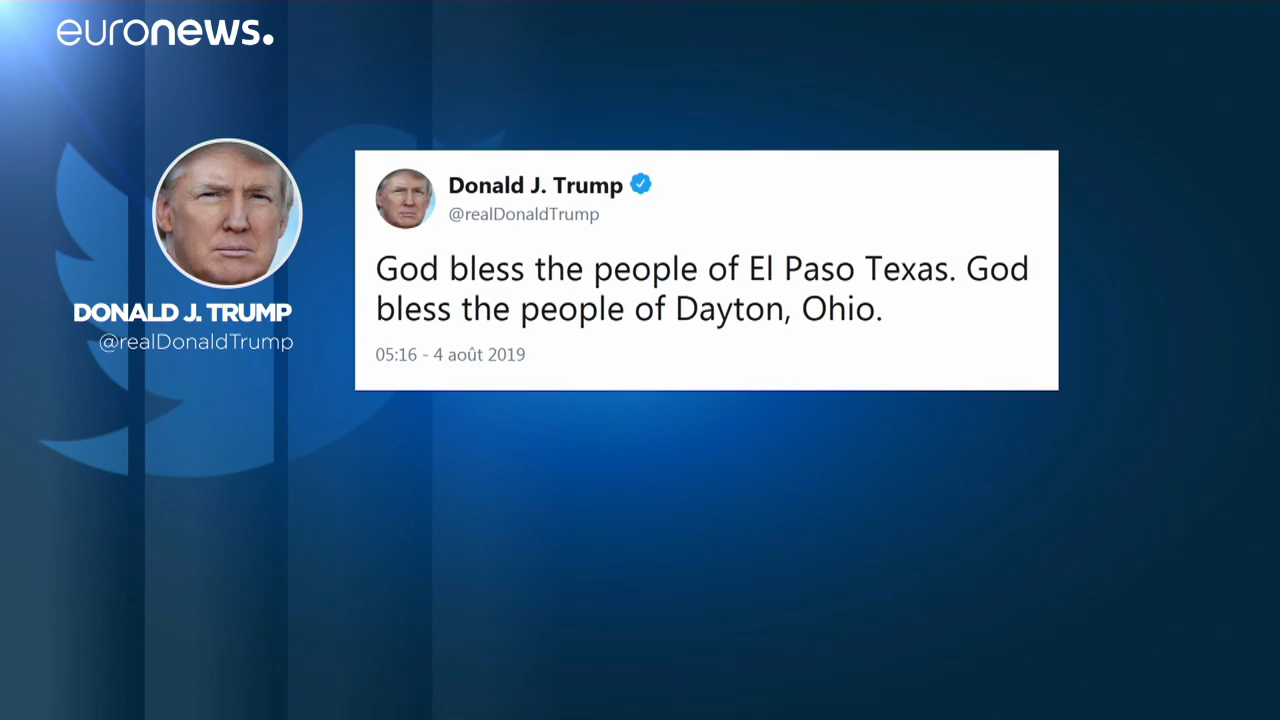 euronews.
DONALD J. TRUMP
@realDonaldTrump
Donald J. Trump
@realDonaldTrump
God bless the people of El Paso Texas. God
bless the people of Dayton, Ohio.
05:16 - 4 août 2019